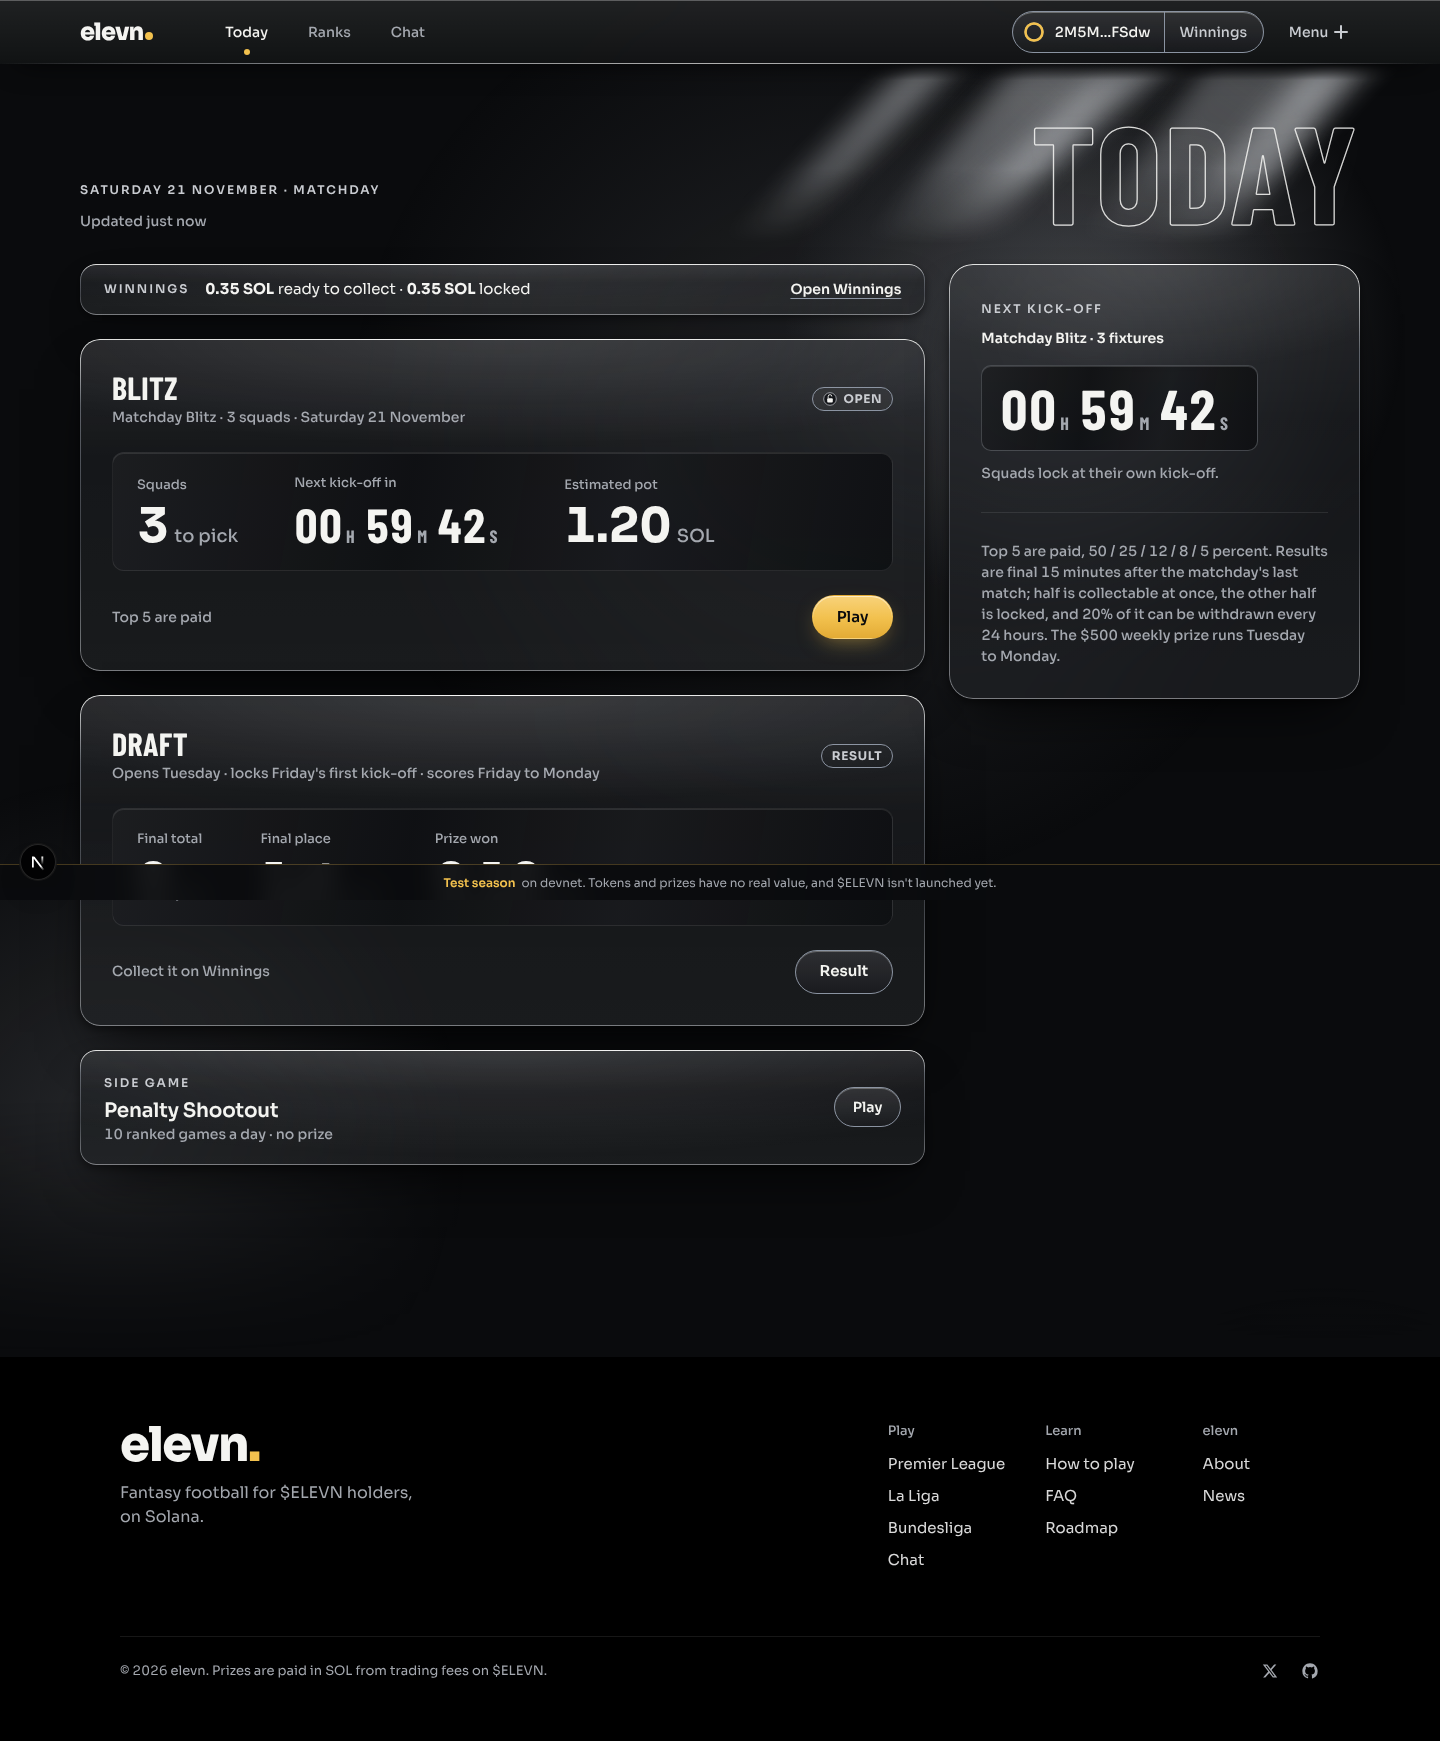 elevn.
Today
Ranks
Chat
2M5M...FSdw
Winnings
Menu
TODAY
SATURDAY 21 NOVEMBER · MATCHDAY
Updated just now
WINNINGS 0.35 SOL ready to collect · 0.35 SOL locked
Open Winnings
BLITZ
Matchday Blitz · 3 squads · Saturday 21 November
OPEN
Squads
3 to pick
Next kick-off in
00 H 59 M 42 S
Estimated pot
1.20 SOL
Top 5 are paid
Play
NEXT KICK-OFF
Matchday Blitz · 3 fixtures
00 H 59 M 42 S
Squads lock at their own kick-off.
Top 5 are paid, 50 / 25 / 12 / 8 / 5 percent. Results
are final 15 minutes after the matchday's last
match; half is collectable at once, the other half
is locked, and 20% of it can be withdrawn every
24 hours. The $500 weekly prize runs Tuesday
to Monday.
DRAFT
Opens Tuesday · locks Friday's first kick-off · scores Friday to Monday
RESULT
Final total
Final place
Prize won
N
Test season on devnet. Tokens and prizes have no real value, and $ELEVN isn't launched yet.
Collect it on Winnings
Result
SIDE GAME
Penalty Shootout
10 ranked games a day · no prize
Play
elevn.
Fantasy football for $ELEVN holders,
on Solana.
Play
Premier League
La Liga
Bundesliga
Chat
Learn
How to play
FAQ
Roadmap
elevn
About
News
© 2026 elevn. Prizes are paid in SOL from trading fees on $ELEVN.